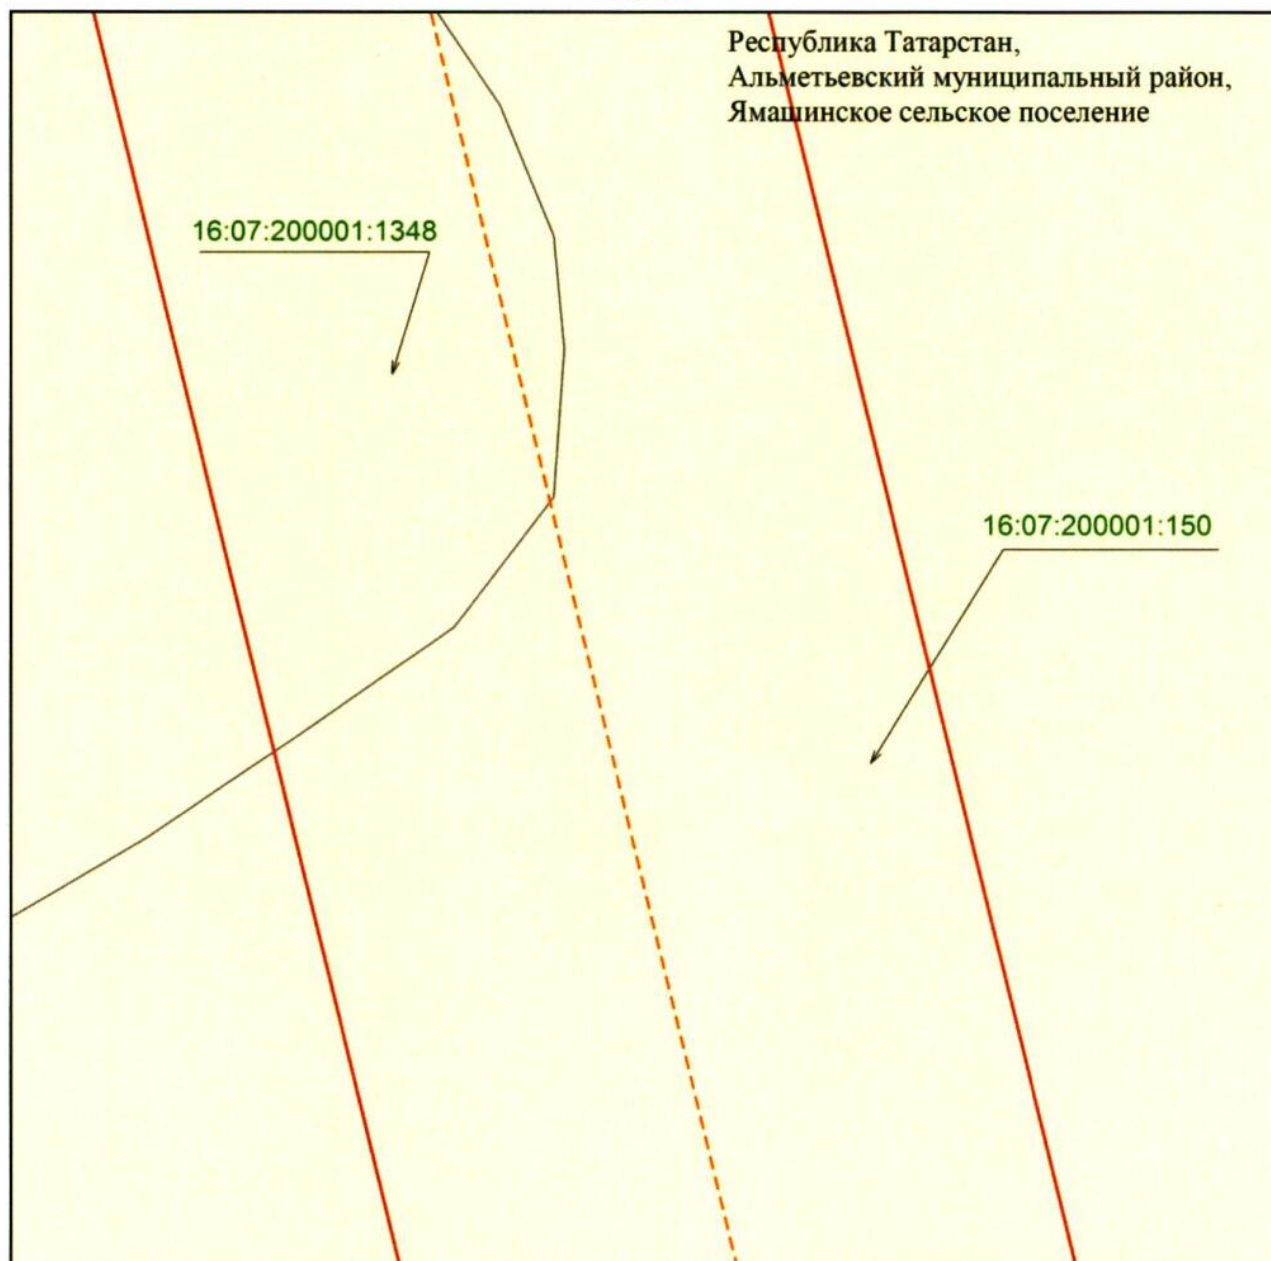 Республика Татарстан,
Альметьевский муниципальный район,
Ямашинское сельское поселение
16:07:200001:1348
16:07:200001:150